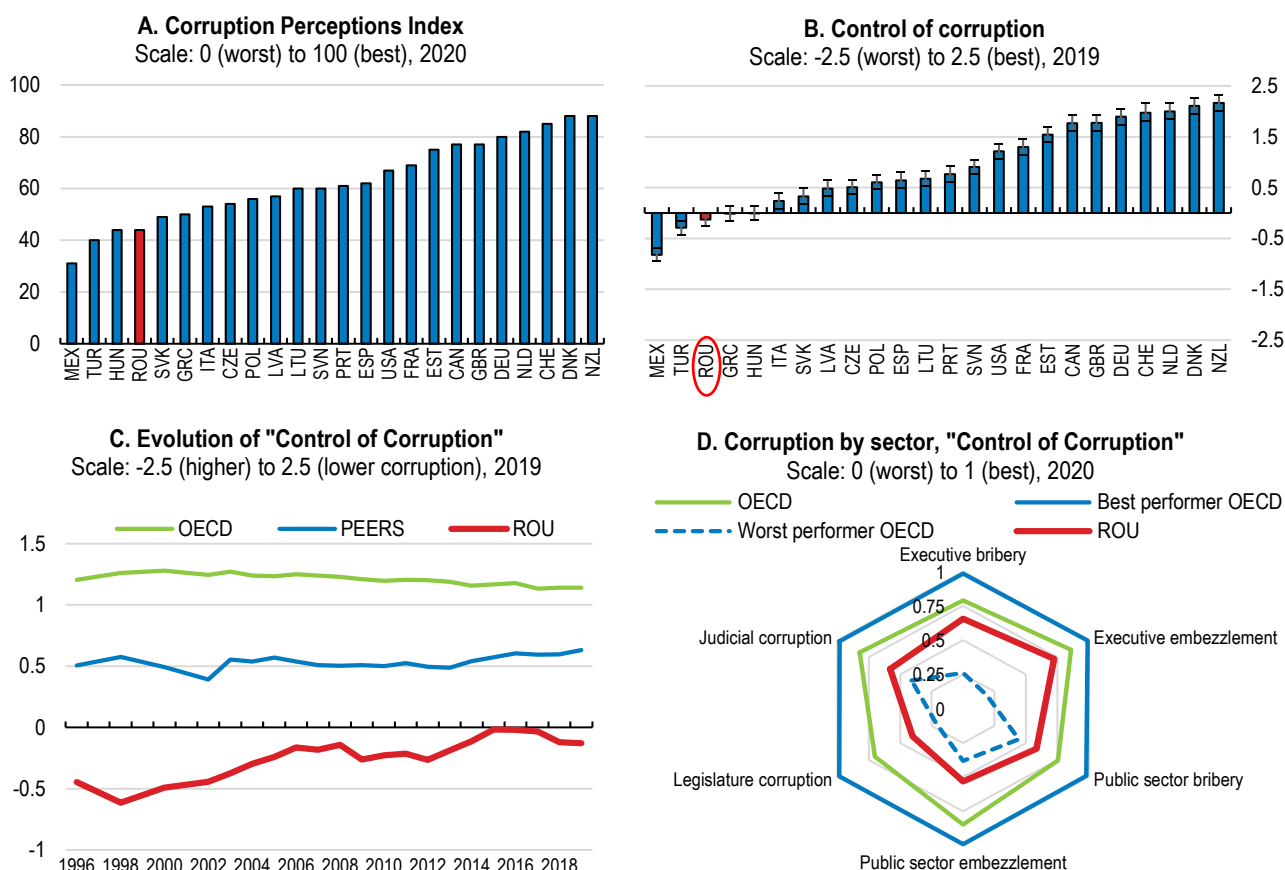 A. Corruption Perceptions Index
Scale: 0 (worst) to 100 (best), 2020
100
80
60
40
20
0
MEX
TUR
HUN
ROU
SVK
GRC
ITA
CZE
POL
LVA
LTU
SVN
PRT
ESP
USA
FRA
EST
CAN
GBR
DEU
NLD
CHE
DNK
NZL
B. Control of corruption
Scale: -2.5 (worst) to 2.5 (best), 2019
2.5
1.5
0.5
-0.5
-1.5
-2.5
MEX
TUR
ROU
GRC
HUN
ITA
SVK
LVA
CZE
POL
ESP
LTU
PRT
SVN
USA
FRA
EST
CAN
GBR
DEU
CHE
NLD
DNK
NZL
C. Evolution of "Control of Corruption"
Scale: -2.5 (higher) to 2.5 (lower corruption), 2019
OECD PEERS ROU
1.5
1
0.5
0
-0.5
-1
1996 1998 2000 2002 2004 2006 2008 2010 2012 2014 2016 2018
D. Corruption by sector, "Control of Corruption"
Scale: 0 (worst) to 1 (best), 2020
OECD Best performer OECD
Worst performer OECD ROU
Executive bribery
1
0.75
0.5
0.25
0
Judicial corruption
Executive embezzlement
Legislature corruption
Public sector bribery
Public sector embezzlement